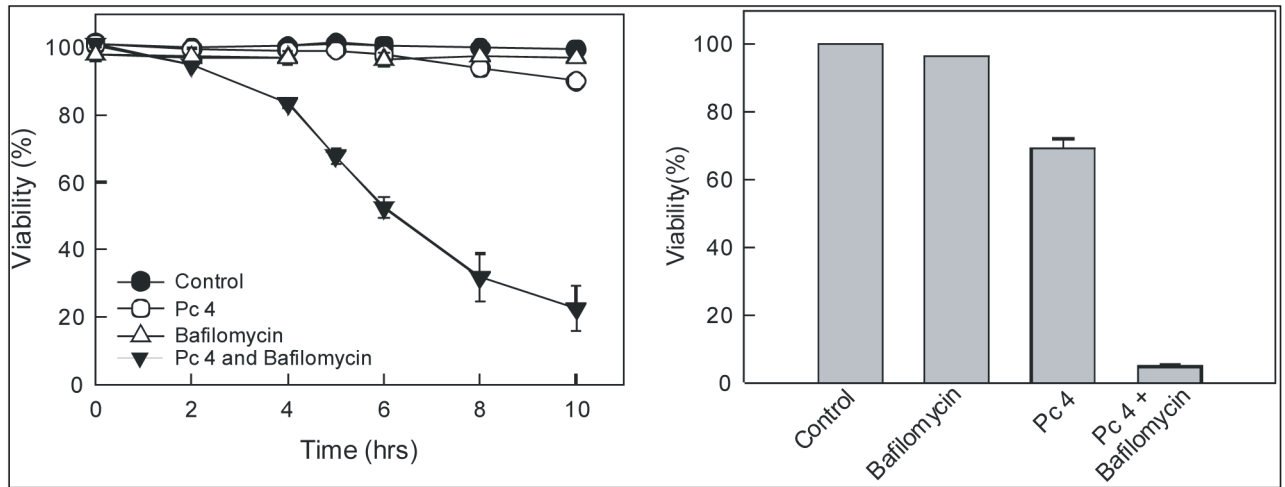 Viability (%)
100
80
60
40
20
0
Control
Pc 4
Bafilomycin
Pc 4 and Bafilomycin
0 2 4 6 8 10
Time (hrs)
Viability(%)
100
80
60
40
20
0
Control
Bafilomycin
Pc 4
Pc 4 +
Bafilomycin